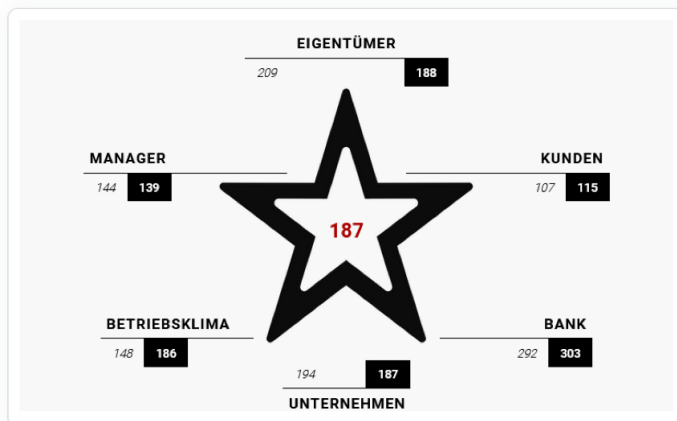 EIGENTÜMER
209 188
MANAGER
144 139
KUNDEN
107 115
187
BETRIEBSKLIMA
148 186
BANK
292 303
194 187
UNTERNEHMEN